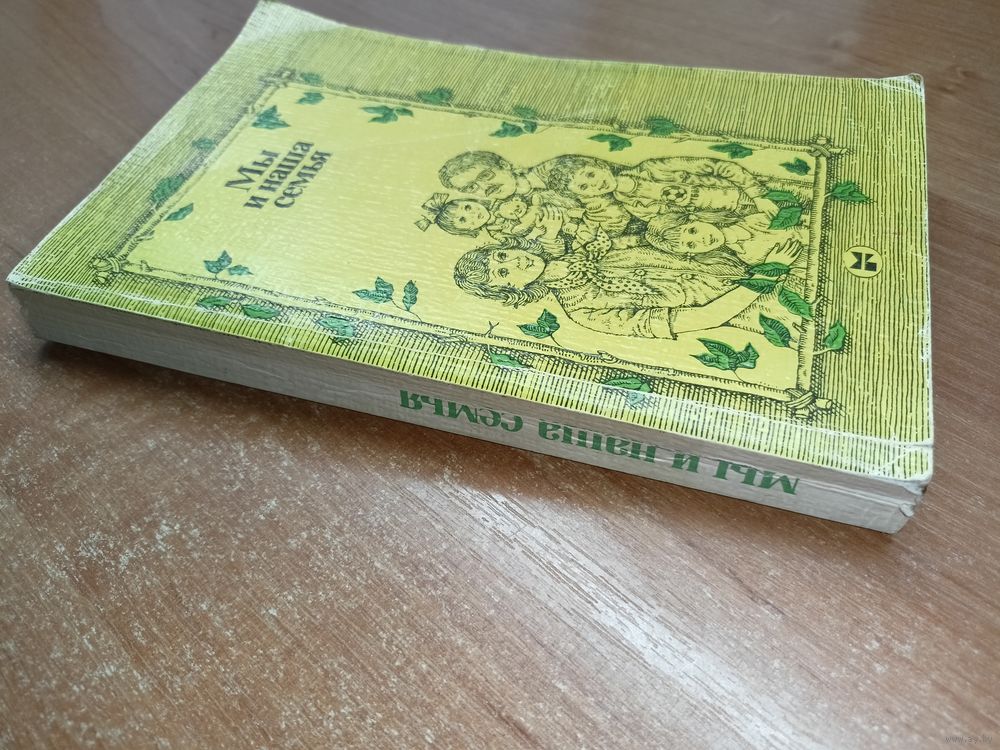 Мы
и наша
семья
Мы и наша семья